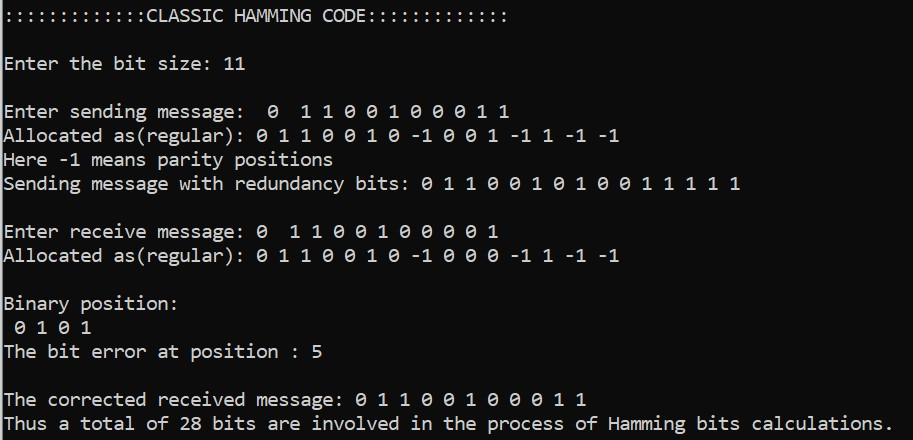 :::::::::::::CLASSIC HAMMING CODE:::::::::::::
Enter the bit size: 11
Enter sending message:  0  1 1 0 0 1 0 0 0 1 1
Allocated as(regular): 0 1 1 0 0 1 0 -1 0 0 1 -1 1 -1 -1
Here -1 means parity positions
Sending message with redundancy bits: 0 1 1 0 0 1 0 1 0 0 1 1 1 1 1
Enter receive message: 0  1 1 0 0 1 0 0 0 0 1
Allocated as(regular): 0 1 1 0 0 1 0 -1 0 0 0 -1 1 -1 -1
Binary position:
 0 1 0 1
The bit error at position : 5
The corrected received message: 0 1 1 0 0 1 0 0 0 1 1
Thus a total of 28 bits are involved in the process of Hamming bits calculations.